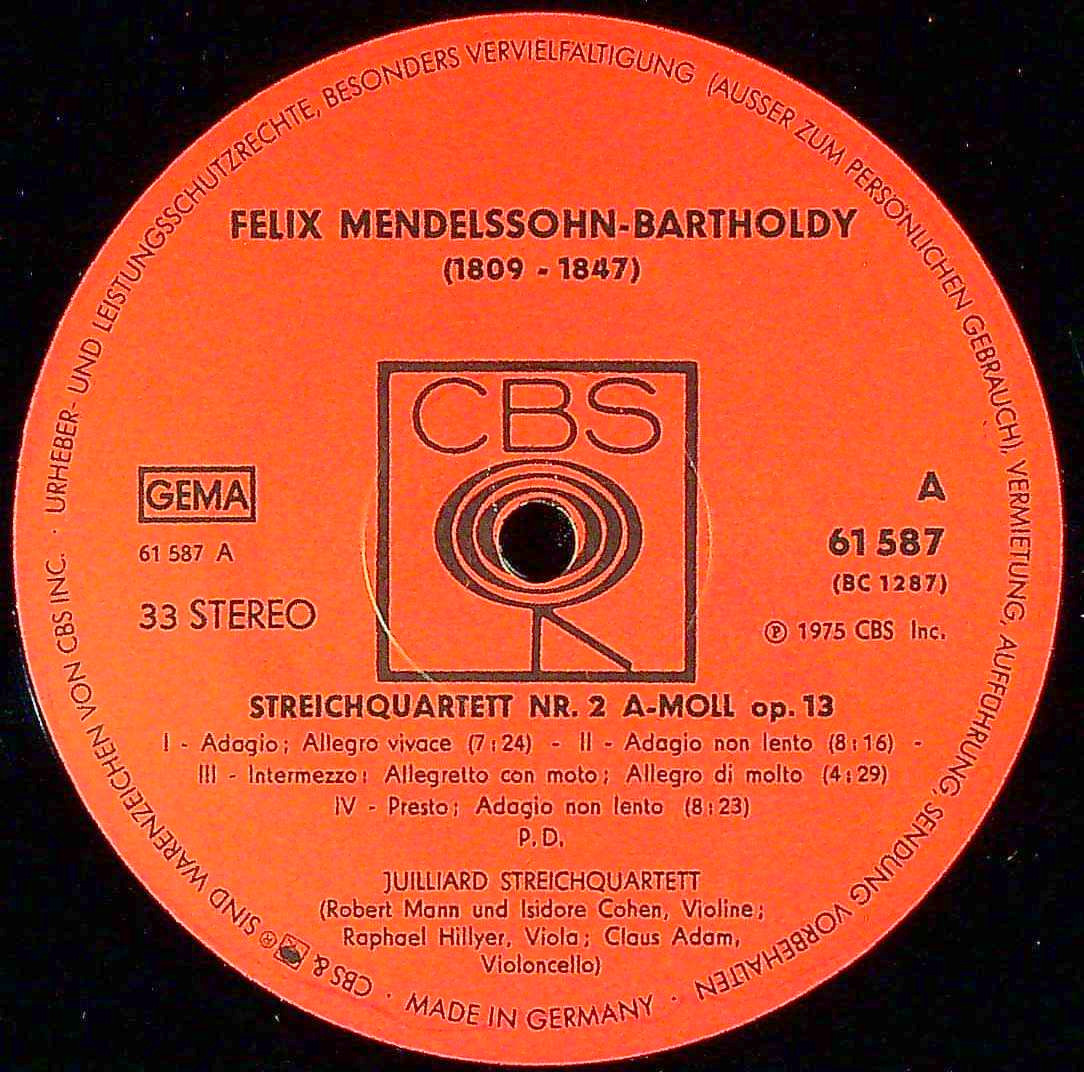 FELIX MENDELSSOHN-BARTHOLDY
(1809 - 1847)
CBS
GEMA
61 587 A
33 STEREO
A
61 587
(BC 1287)
℗ 1975 CBS Inc.
STREICHQUARTETT NR. 2 A-MOLL op. 13
I - Adagio; Allegro vivace (7:24) - II - Adagio non lento (8:16) -
III - Intermezzo: Allegretto con moto; Allegro di molto (4:29)
IV - Presto; Adagio non lento (8:23)
P.D.
JUILLIARD STREICHQUARTETT
(Robert Mann und Isidore Cohen, Violine;
Raphael Hillyer, Viola; Claus Adam,
Violoncello)
URHEBER- UND LEISTUNGSSCHUTZRECHTE, BESONDERS VERVIELFÄLTIGUNG (AUSSER ZUM PERSÖNLICHEN GEBRAUCH), VERMIETUNG, AUFFÜHRUNG, SENDUNG VORBEHALTEN
· MADE IN GERMANY ·
CBS & ® SIND WARENZEICHEN VON CBS INC. ·